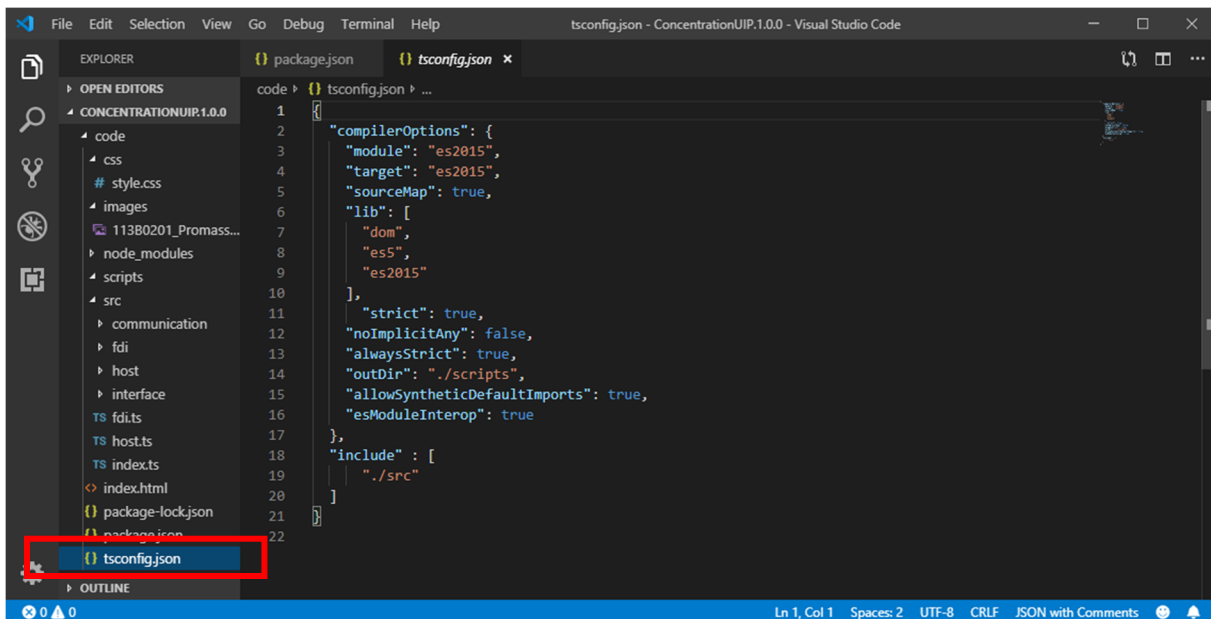 File Edit Selection View Go Debug Terminal Help
tsconfig.json - ConcentrationUIP.1.0.0 - Visual Studio Code
EXPLORER
OPEN EDITORS
CONCENTRATIONUIP.1.0.0
code
css
# style.css
images
113B0201_Promass...
node_modules
scripts
src
communication
fdi
host
interface
TS fdi.ts
TS host.ts
TS index.ts
<> index.html
{} package-lock.json
{} package.json
{} tsconfig.json
OUTLINE
{} package.json {} tsconfig.json ×
code {} tsconfig.json ...
1 {
2 "compilerOptions": {
3 "module": "es2015",
4 "target": "es2015",
5 "sourceMap": true,
6 "lib": [
7 "dom",
8 "es5",
9 "es2015"
10 ],
11 "strict": true,
12 "noImplicitAny": false,
13 "alwaysStrict": true,
14 "outDir": "./scripts",
15 "allowSyntheticDefaultImports": true,
16 "esModuleInterop": true
17 },
18 "include" : [
19 "./src"
20 ]
21 }
22
0 0 Ln 1, Col 1 Spaces: 2 UTF-8 CRLF JSON with Comments